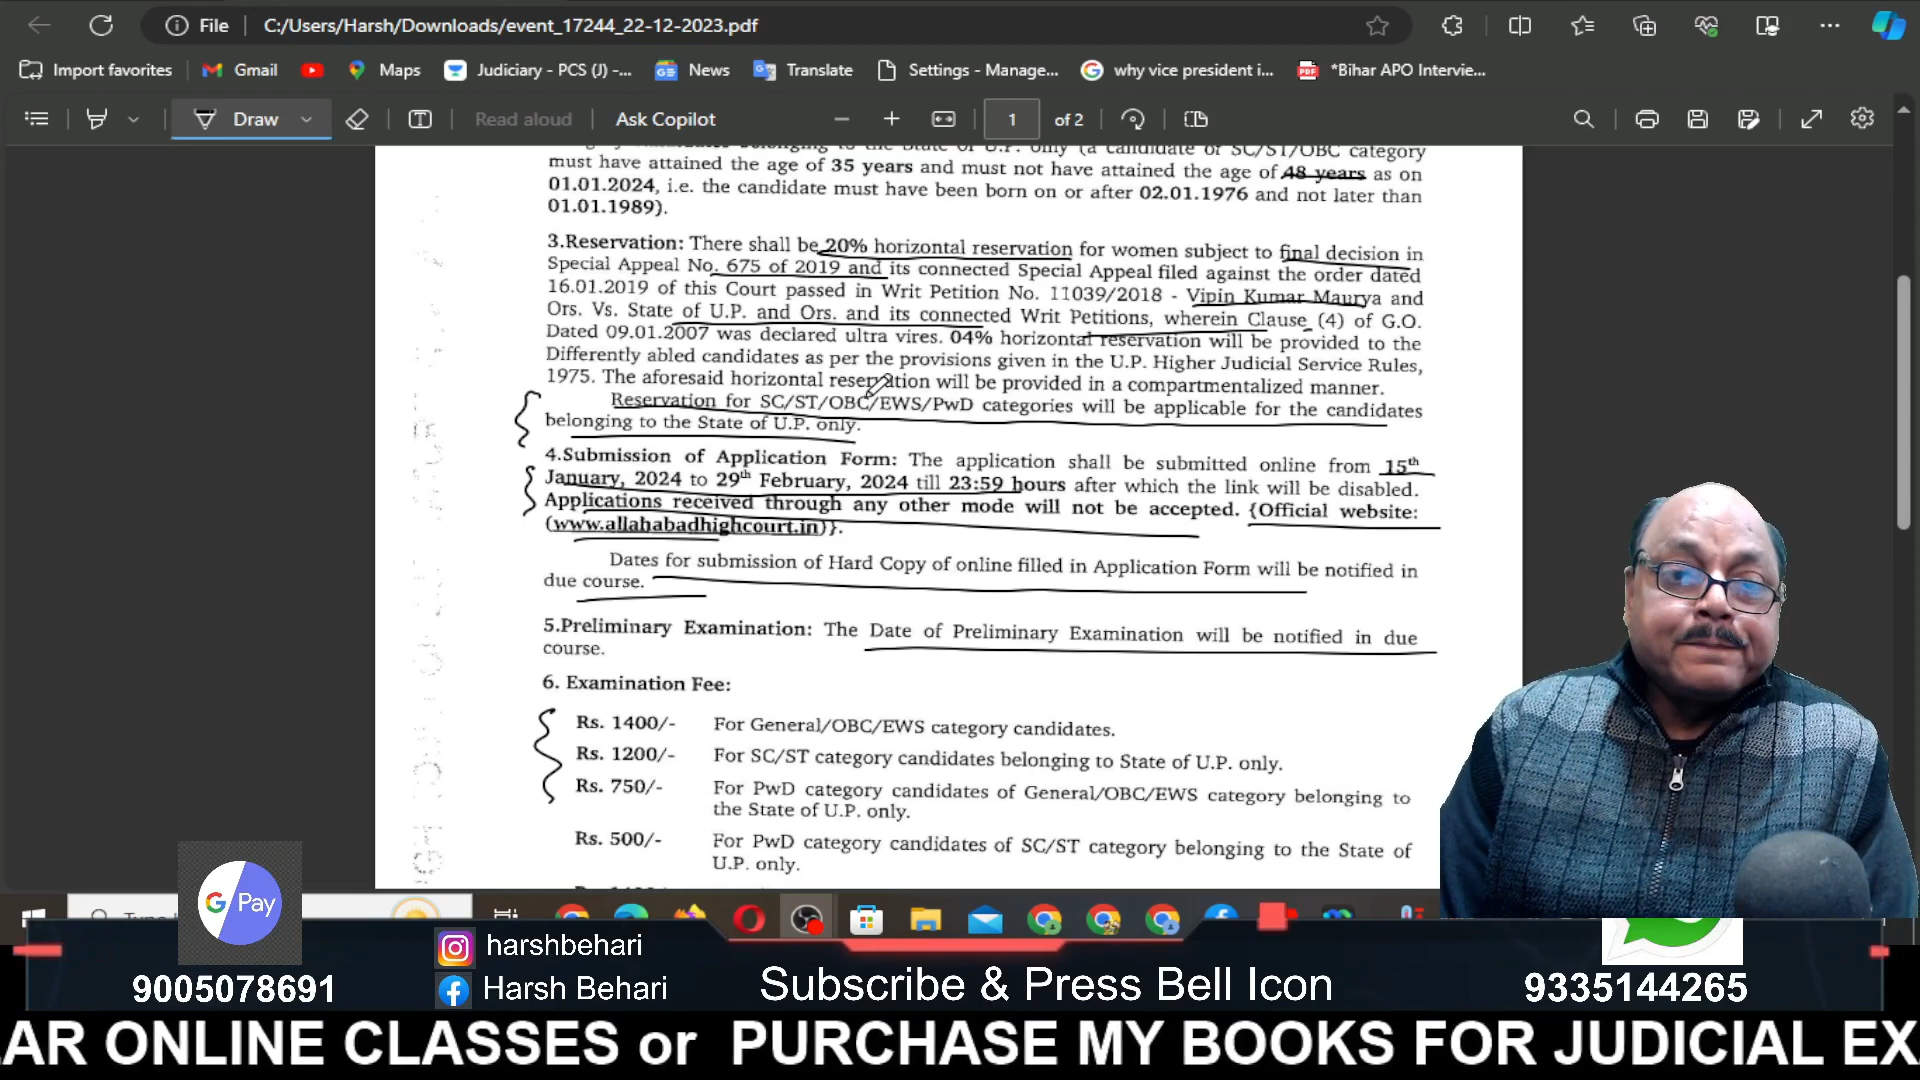 File
C:/Users/Harsh/Downloads/event_17244_22-12-2023.pdf
Import favorites
Gmail
Maps
Judiciary - PCS (J) -...
News
Translate
Settings - Manage...
why vice president i...
*Bihar APO Intervie...
Draw
Read aloud
Ask Copilot
1
of 2
belonging to the State of U.P. only (a candidate of SC/ST/OBC category
must have attained the age of 35 years and must not have attained the age of 48 years as on
01.01.2024, i.e. the candidate must have been born on or after 02.01.1976 and not later than
01.01.1989).
3.Reservation: There shall be 20% horizontal reservation for women subject to final decision in
Special Appeal No. 675 of 2019 and its connected Special Appeal filed against the order dated
16.01.2019 of this Court passed in Writ Petition No. 11039/2018 - Vipin Kumar Maurya and
Ors. Vs. State of U.P. and Ors. and its connected Writ Petitions, wherein Clause (4) of G.O.
Dated 09.01.2007 was declared ultra vires. 04% horizontal reservation will be provided to the
Differently abled candidates as per the provisions given in the U.P. Higher Judicial Service Rules,
1975. The aforesaid horizontal reservation will be provided in a compartmentalized manner.
Reservation for SC/ST/OBC/EWS/PwD categories will be applicable for the candidates
belonging to the State of U.P. only.
4.Submission of Application Form: The application shall be submitted online from 15th
January, 2024 to 29th February, 2024 till 23:59 hours after which the link will be disabled.
Applications received through any other mode will not be accepted. {Official website:
(www.allahabadhighcourt.in)}.
Dates for submission of Hard Copy of online filled in Application Form will be notified in
due course.
5.Preliminary Examination: The Date of Preliminary Examination will be notified in due
course.
6. Examination Fee:
Rs. 1400/- For General/OBC/EWS category candidates.
Rs. 1200/- For SC/ST category candidates belonging to State of U.P. only.
Rs. 750/- For PwD category candidates of General/OBC/EWS category belonging to
the State of U.P. only.
Rs. 500/- For PwD category candidates of SC/ST category belonging to the State of
U.P. only.
G Pay
9005078691
harshbehari
Harsh Behari
Subscribe & Press Bell Icon
9335144265
AR ONLINE CLASSES or PURCHASE MY BOOKS FOR JUDICIAL EX